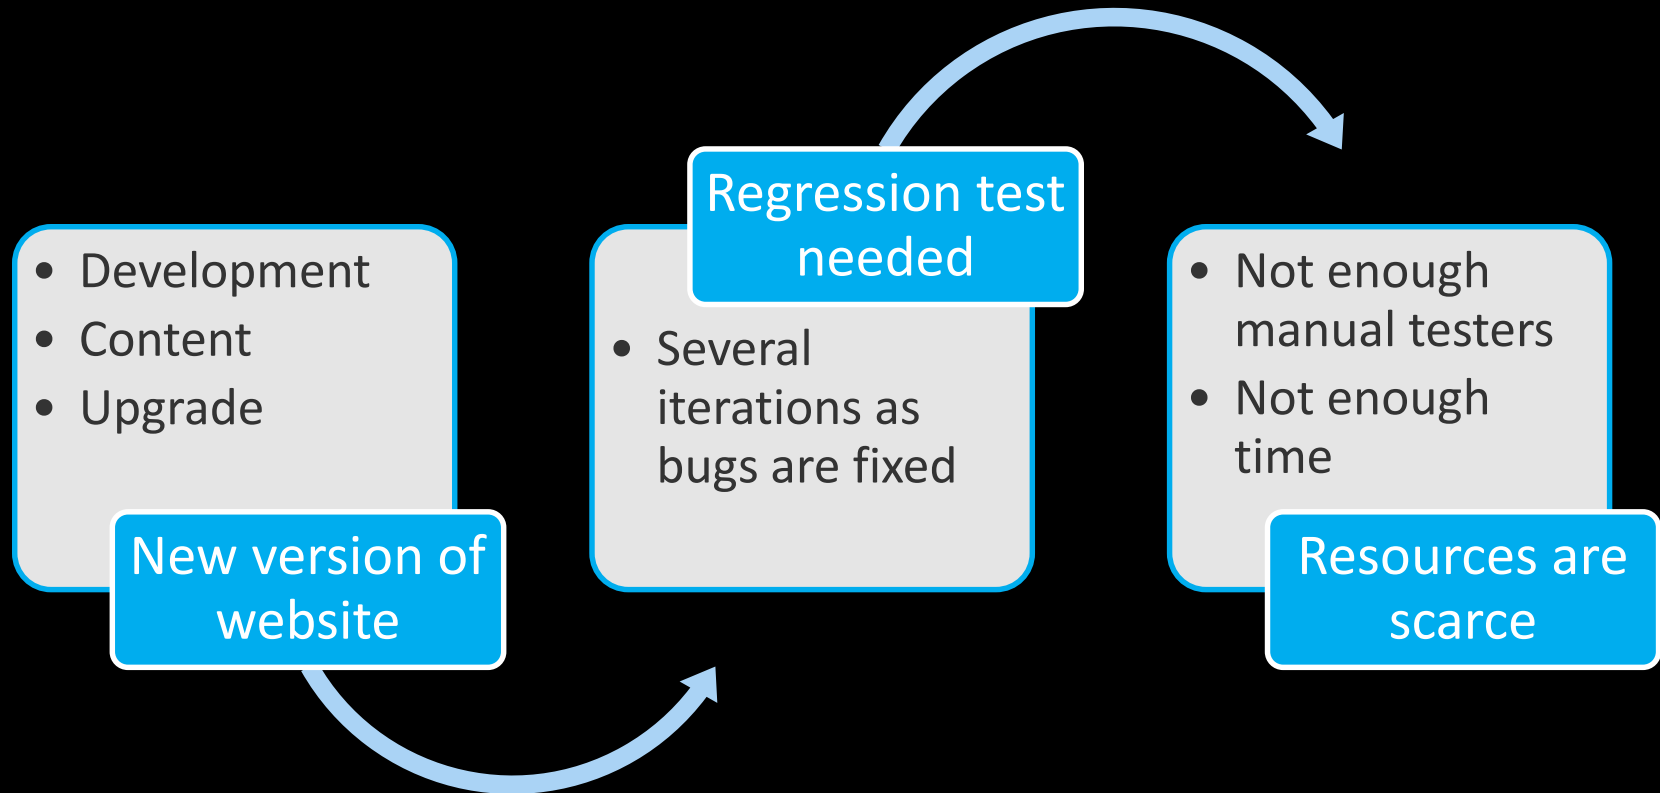 • Development
• Content
• Upgrade
New version of
website
Regression test
needed
• Several
iterations as
bugs are fixed
• Not enough
manual testers
• Not enough
time
Resources are
scarce